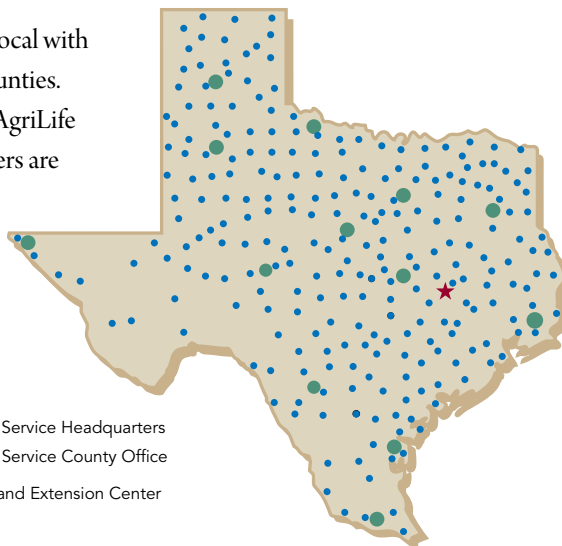 ocal with
unties.
AgriLife
ers are
Service Headquarters
Service County Office
and Extension Center